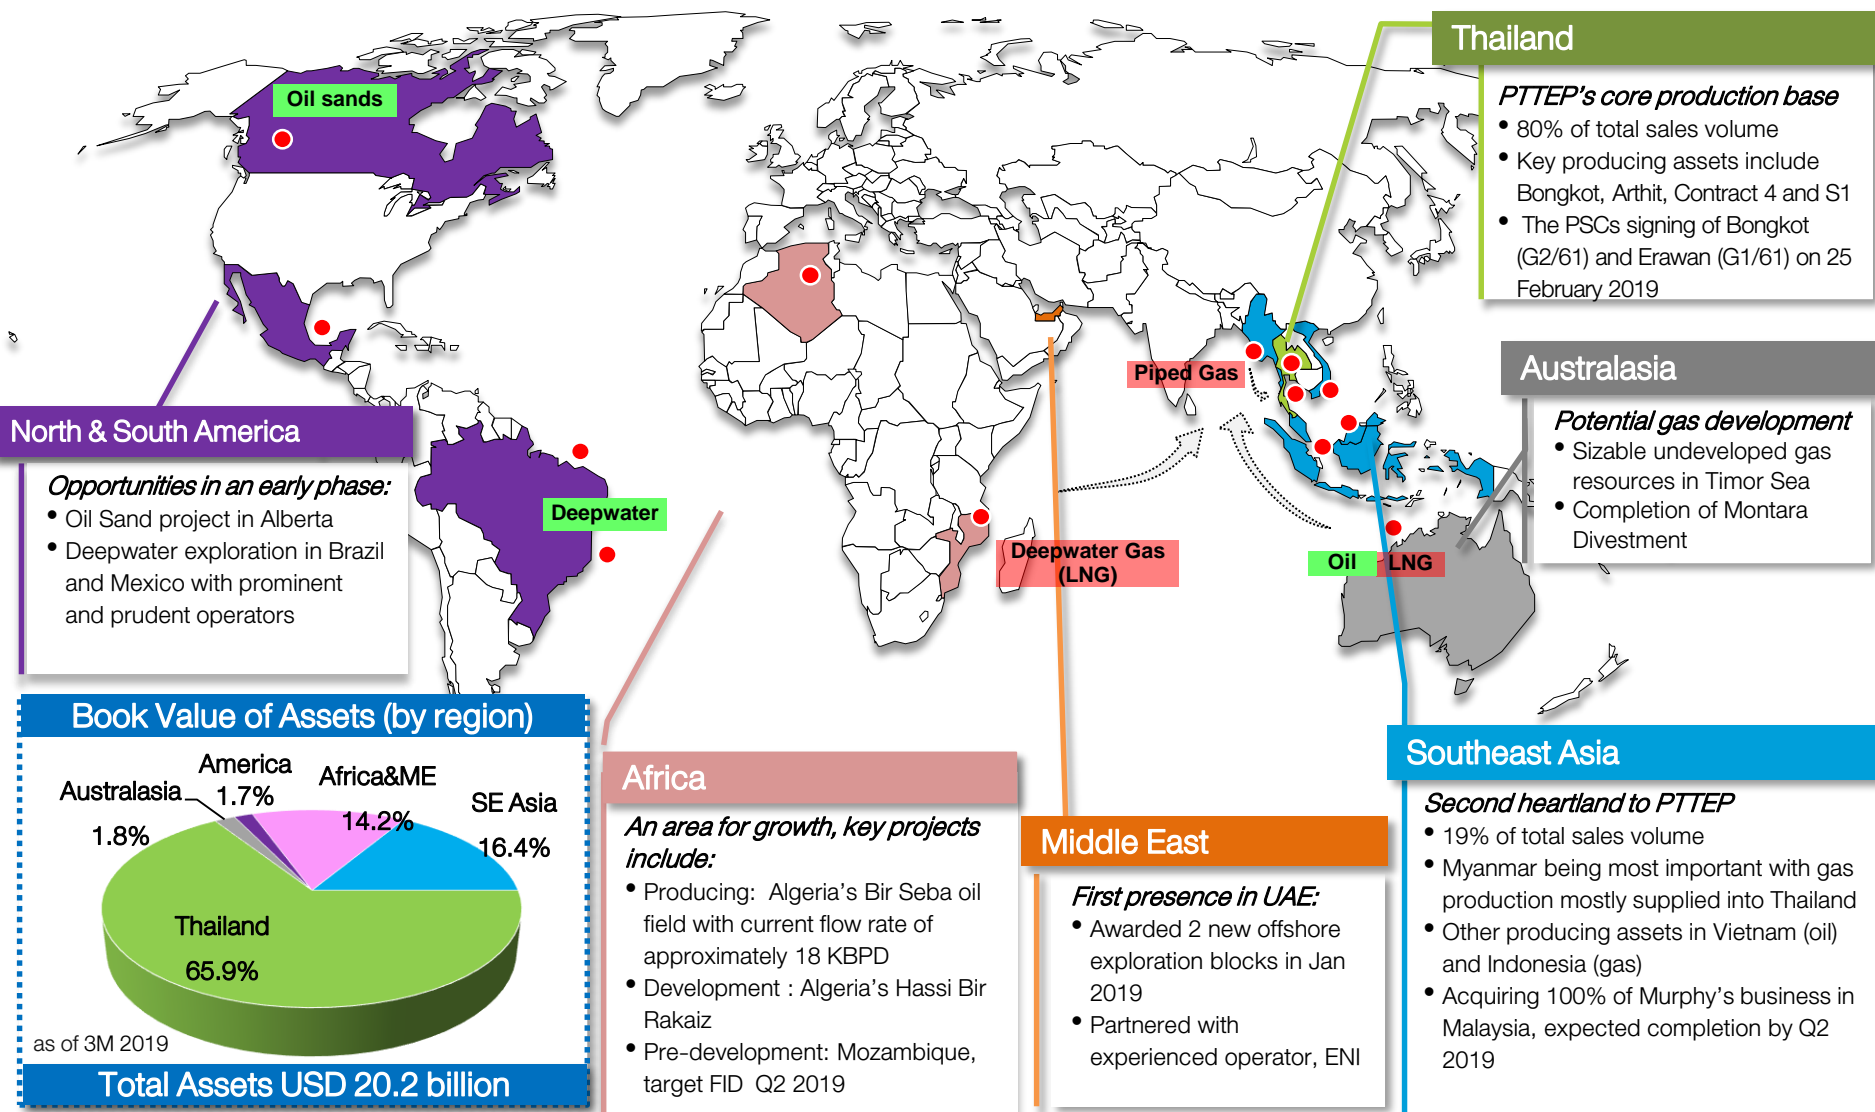 Oil sands
Thailand
PTTEP's core production base
• 80% of total sales volume
• Key producing assets include
Bongkot, Arthit, Contract 4 and S1
• The PSCs signing of Bongkot
(G2/61) and Erawan (G1/61) on 25
February 2019
Piped Gas
Australasia
Potential gas development
• Sizable undeveloped gas
resources in Timor Sea
• Completion of Montara
Divestment
North & South America
Opportunities in an early phase:
• Oil Sand project in Alberta
• Deepwater exploration in Brazil
and Mexico with prominent
and prudent operators
Deepwater
Deepwater Gas
(LNG)
Oil
LNG
Book Value of Assets (by region)
America
1.7%
Africa&ME
14.2%
Australasia
1.8%
SE Asia
16.4%
Thailand
65.9%
as of 3M 2019
Total Assets USD 20.2 billion
Africa
An area for growth, key projects
include:
• Producing: Algeria's Bir Seba oil
field with current flow rate of
approximately 18 KBPD
• Development : Algeria's Hassi Bir
Rakaiz
• Pre-development: Mozambique,
target FID Q2 2019
Middle East
First presence in UAE:
• Awarded 2 new offshore
exploration blocks in Jan
2019
• Partnered with
experienced operator, ENI
Southeast Asia
Second heartland to PTTEP
• 19% of total sales volume
• Myanmar being most important with gas
production mostly supplied into Thailand
• Other producing assets in Vietnam (oil)
and Indonesia (gas)
• Acquiring 100% of Murphy's business in
Malaysia, expected completion by Q2
2019